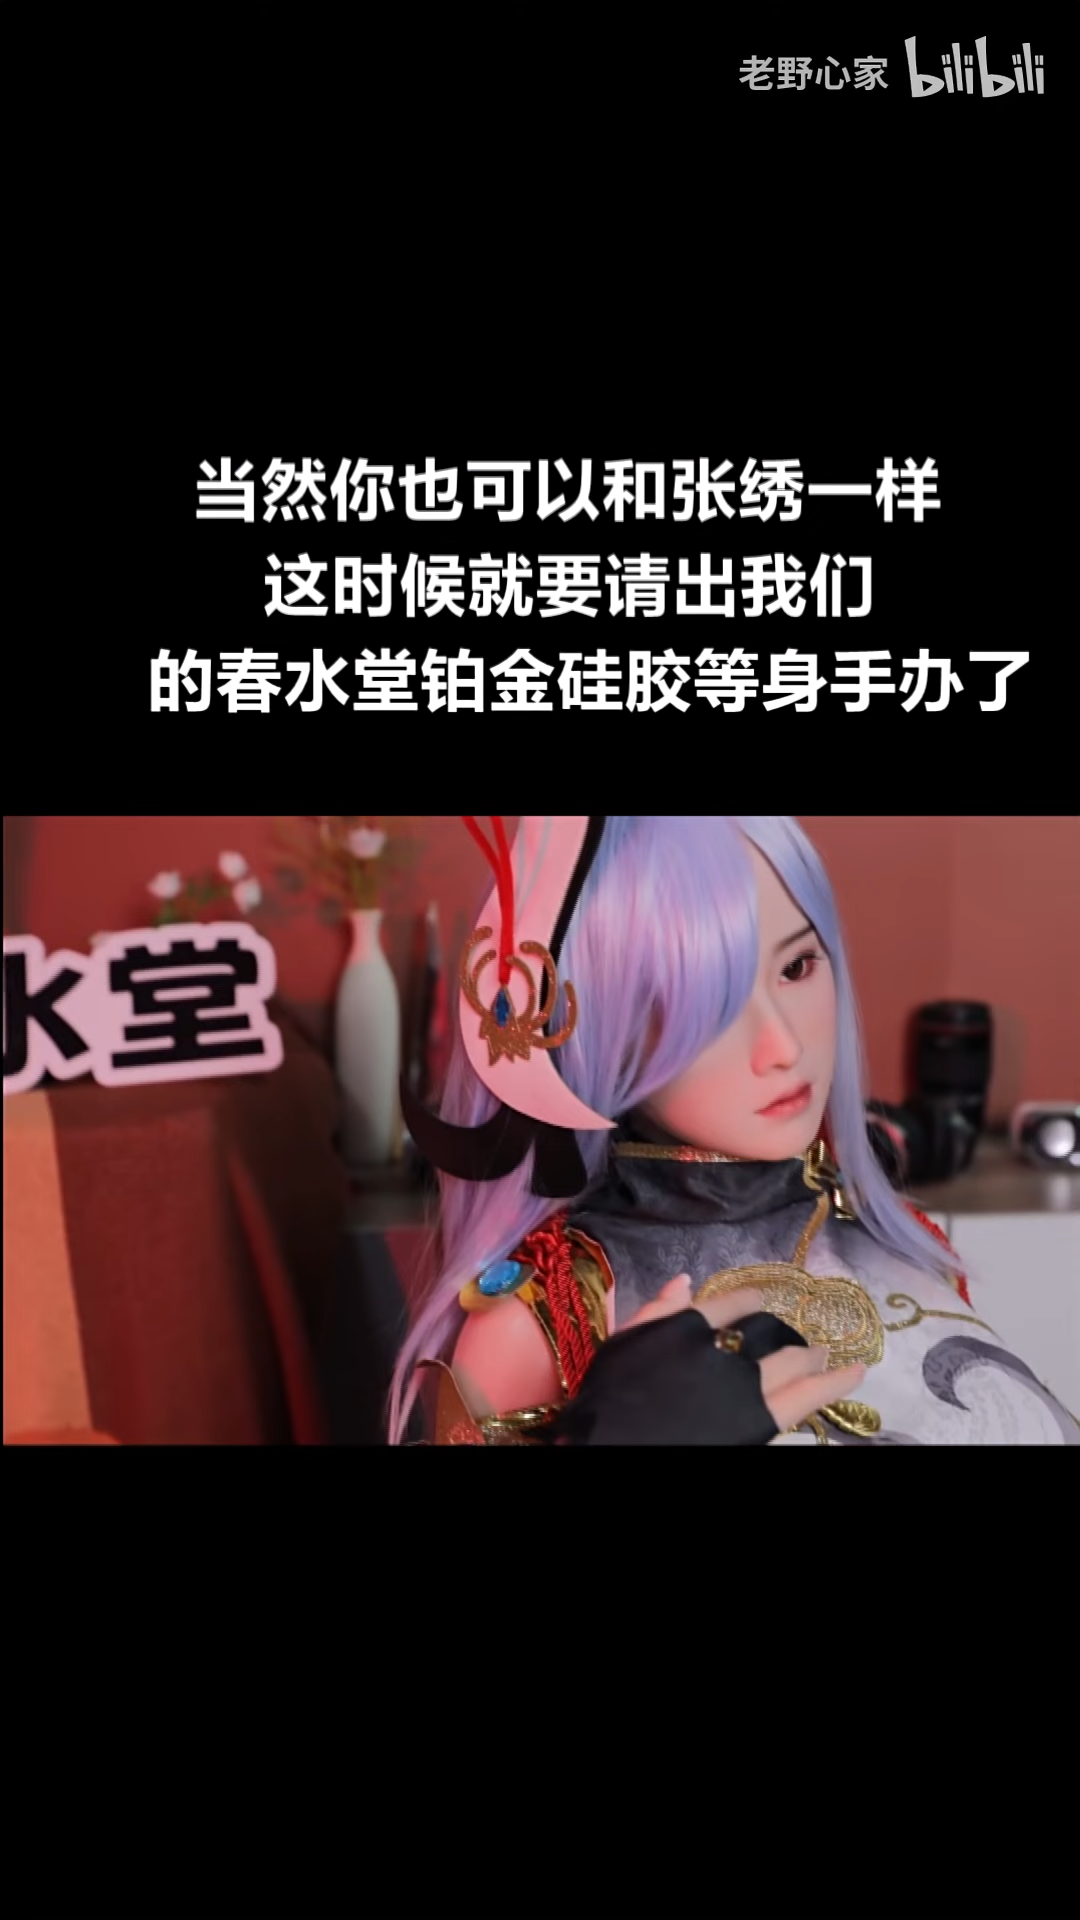 老野心家 bilibili
当然你也可以和张绣一样
这时候就要请出我们
的春水堂铂金硅胶等身手办了
水堂